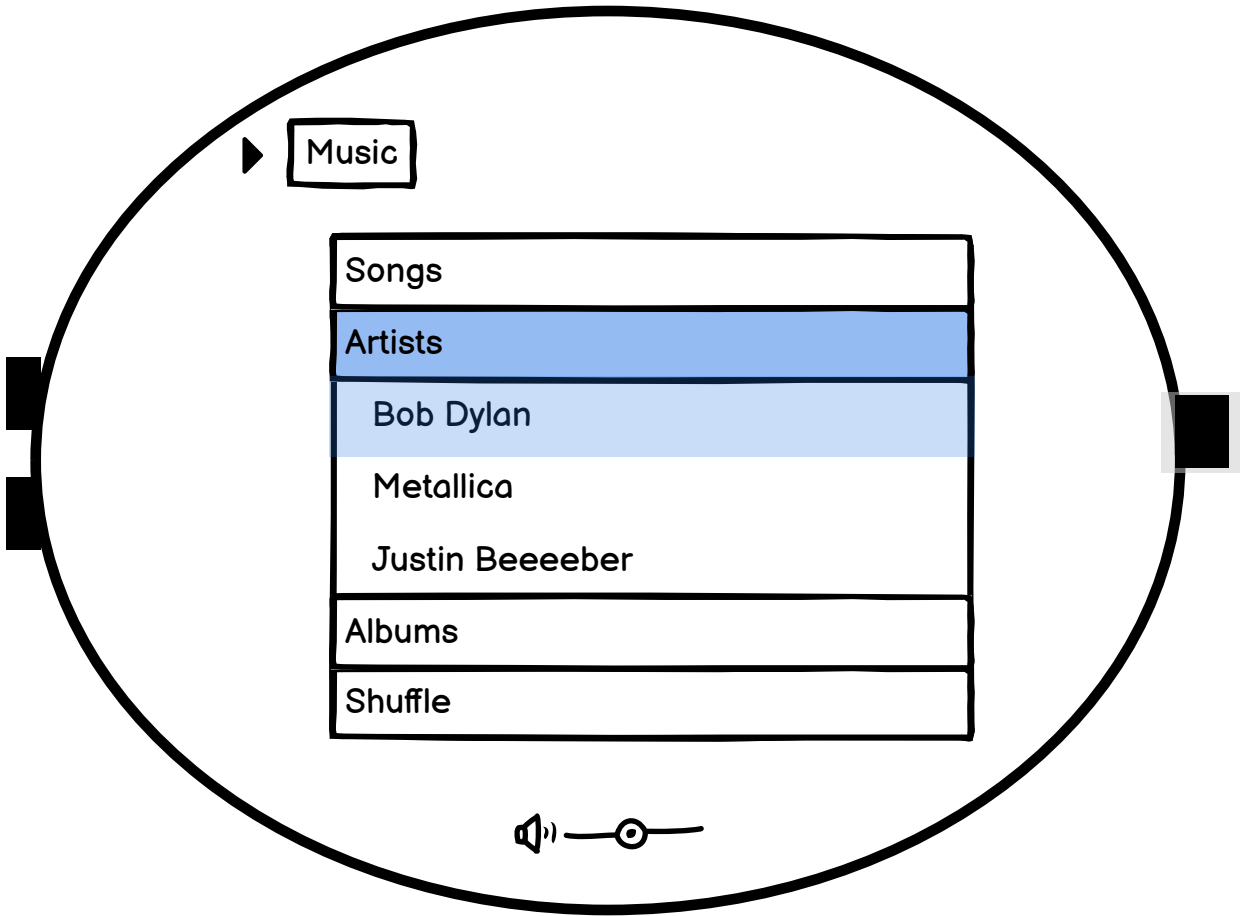 Music
Songs
Artists
Bob Dylan
Metallica
Justin Beeeeber
Albums
Shuffle